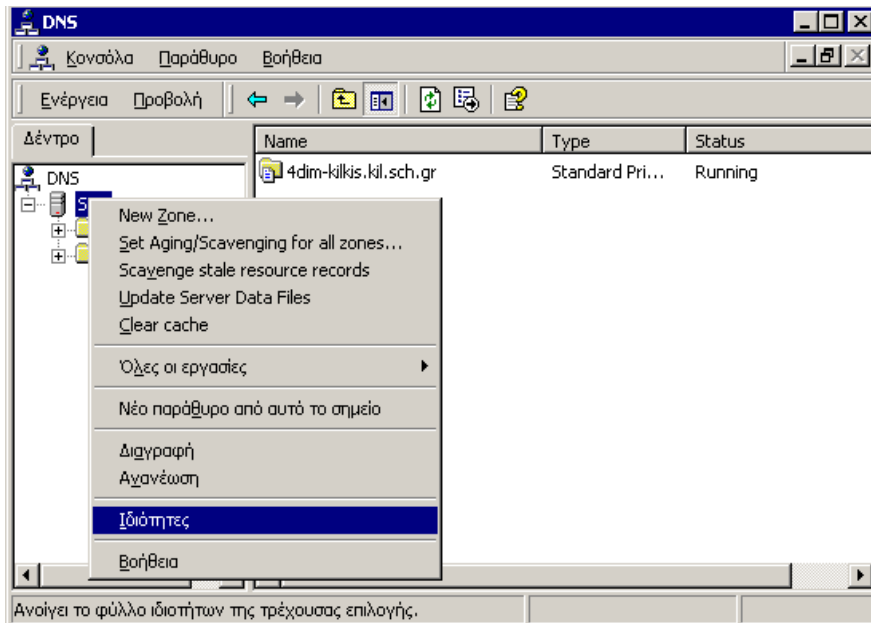 DNS
Κονσόλα Παράθυρο Βοήθεια
Ενέργεια Προβολή
Δέντρο
Name Type Status
DNS
4dim-kilkis.kil.sch.gr Standard Pri... Running
New Zone...
Set Aging/Scavenging for all zones...
Scavenge stale resource records
Update Server Data Files
Clear cache
Όλες οι εργασίες
Νέο παράθυρο από αυτό το σημείο
Διαγραφή
Ανανέωση
Ιδιότητες
Βοήθεια
Ανοίγει το φύλλο ιδιοτήτων της τρέχουσας επιλογής.